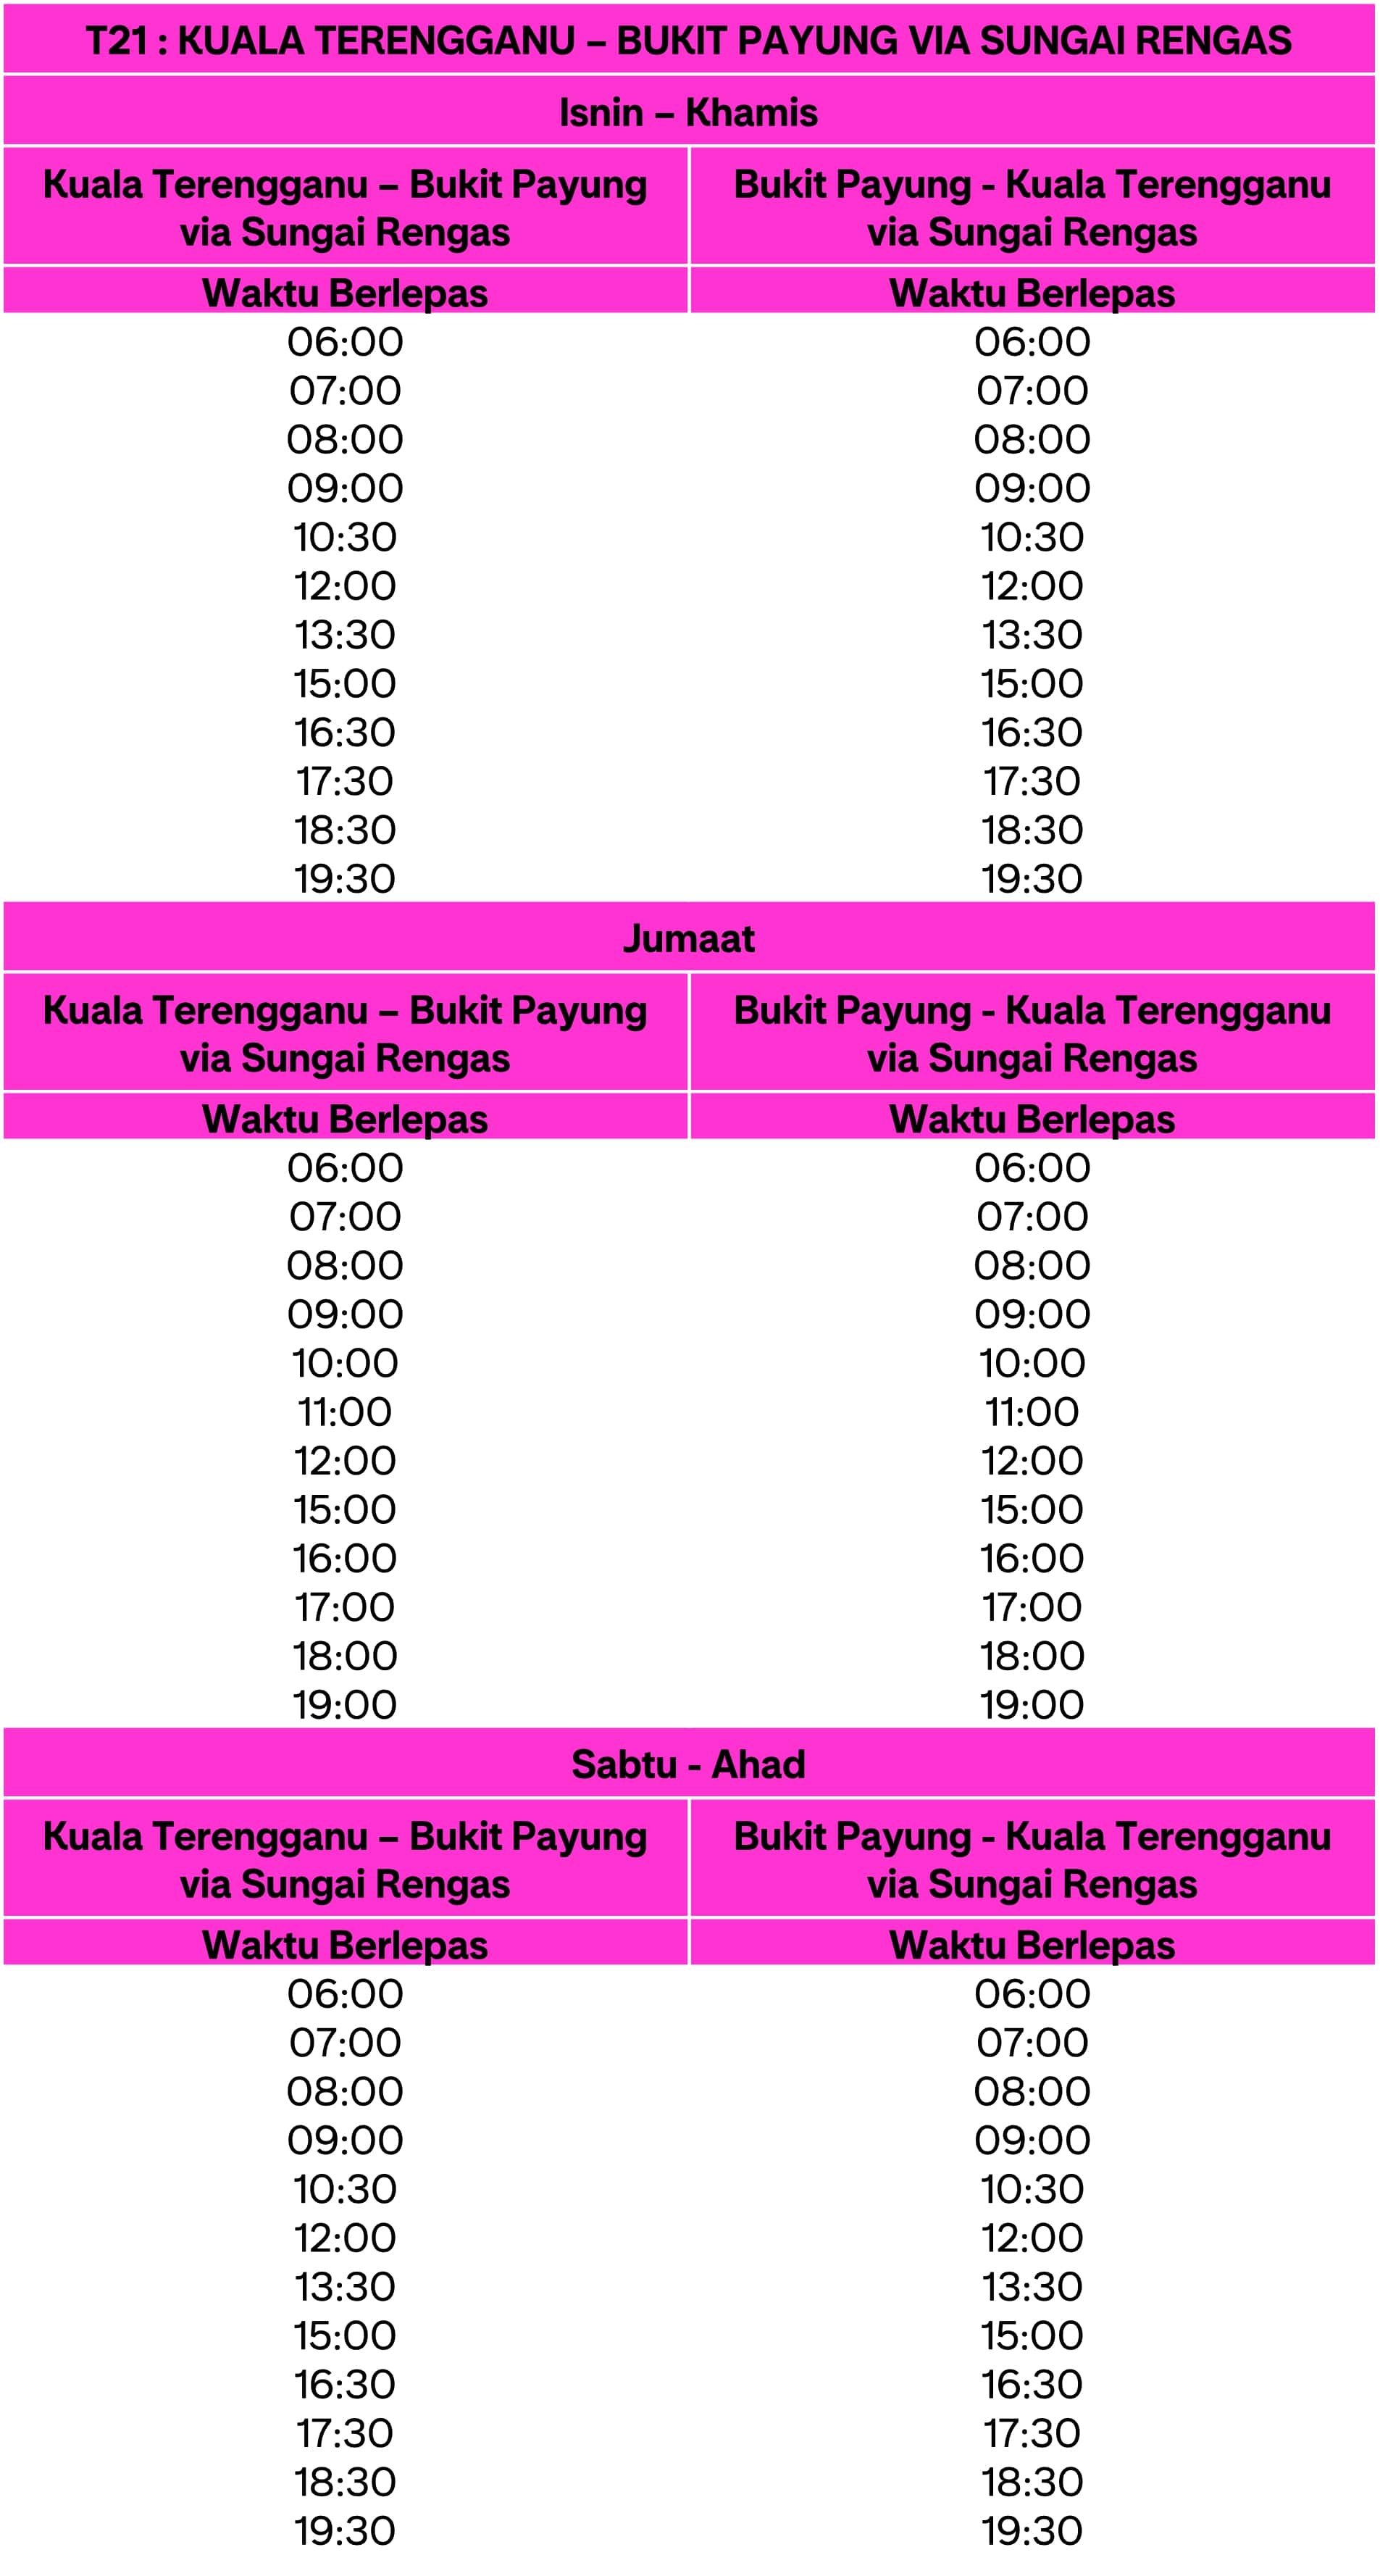 T21 : KUALA TERENGGANU – BUKIT PAYUNG VIA SUNGAI RENGAS
Isnin – Khamis
Kuala Terengganu – Bukit Payung
via Sungai Rengas
Bukit Payung - Kuala Terengganu
via Sungai Rengas
Waktu Berlepas Waktu Berlepas
06:00 06:00
07:00 07:00
08:00 08:00
09:00 09:00
10:30 10:30
12:00 12:00
13:30 13:30
15:00 15:00
16:30 16:30
17:30 17:30
18:30 18:30
19:30 19:30
Jumaat
Kuala Terengganu – Bukit Payung
via Sungai Rengas
Bukit Payung - Kuala Terengganu
via Sungai Rengas
Waktu Berlepas Waktu Berlepas
06:00 06:00
07:00 07:00
08:00 08:00
09:00 09:00
10:00 10:00
11:00 11:00
12:00 12:00
15:00 15:00
16:00 16:00
17:00 17:00
18:00 18:00
19:00 19:00
Sabtu - Ahad
Kuala Terengganu – Bukit Payung
via Sungai Rengas
Bukit Payung - Kuala Terengganu
via Sungai Rengas
Waktu Berlepas Waktu Berlepas
06:00 06:00
07:00 07:00
08:00 08:00
09:00 09:00
10:30 10:30
12:00 12:00
13:30 13:30
15:00 15:00
16:30 16:30
17:30 17:30
18:30 18:30
19:30 19:30